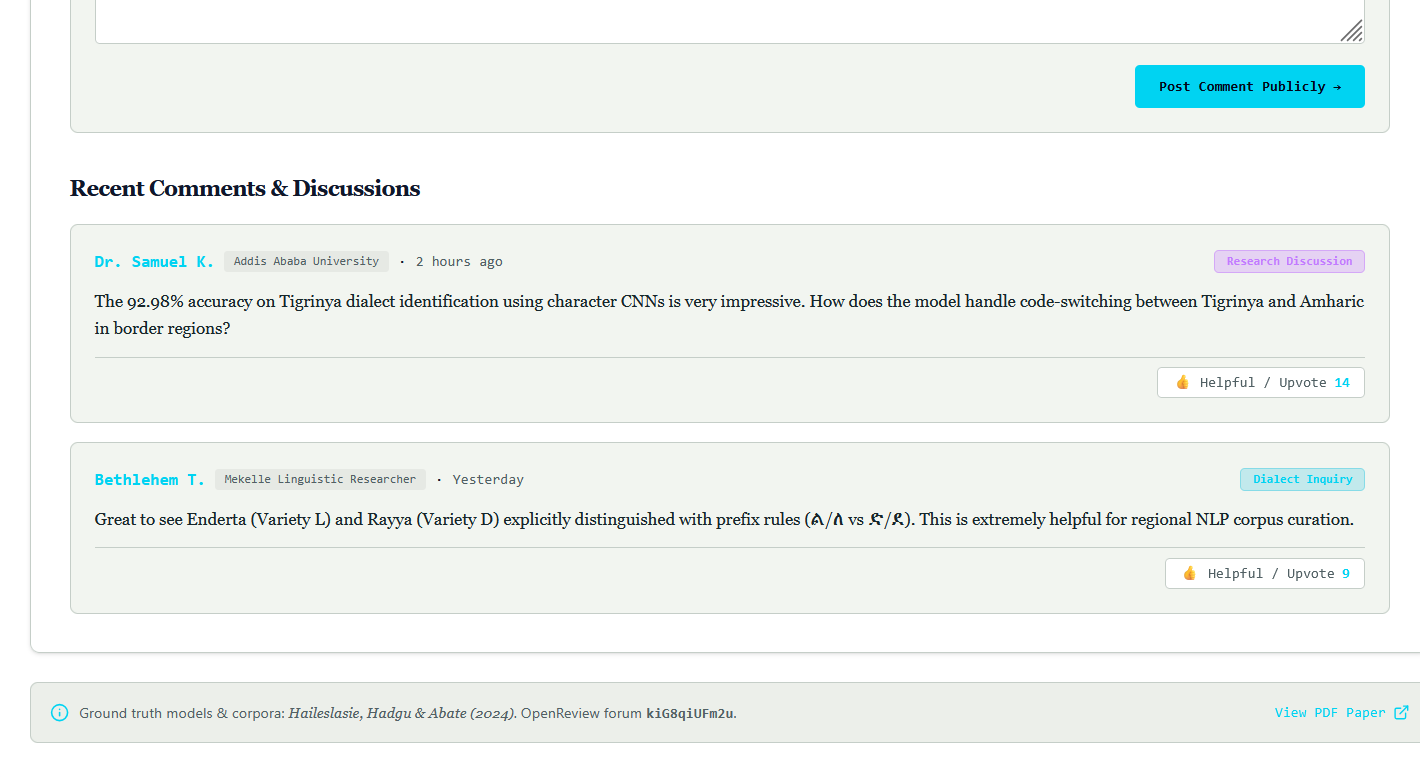 Post Comment Publicly →
Recent Comments & Discussions
Dr. Samuel K. Addis Ababa University · 2 hours ago Research Discussion
The 92.98% accuracy on Tigrinya dialect identification using character CNNs is very impressive. How does the model handle code-switching between Tigrinya and Amharic
in border regions?
👍 Helpful / Upvote 14
Bethlehem T. Mekelle Linguistic Researcher · Yesterday Dialect Inquiry
Great to see Enderta (Variety L) and Rayya (Variety D) explicitly distinguished with prefix rules (ል/ለ vs ድ/ደ). This is extremely helpful for regional NLP corpus curation.
👍 Helpful / Upvote 9
Ground truth models & corpora: Haileslasie, Hadgu & Abate (2024). OpenReview forum kiG8qiUFm2u. View PDF Paper